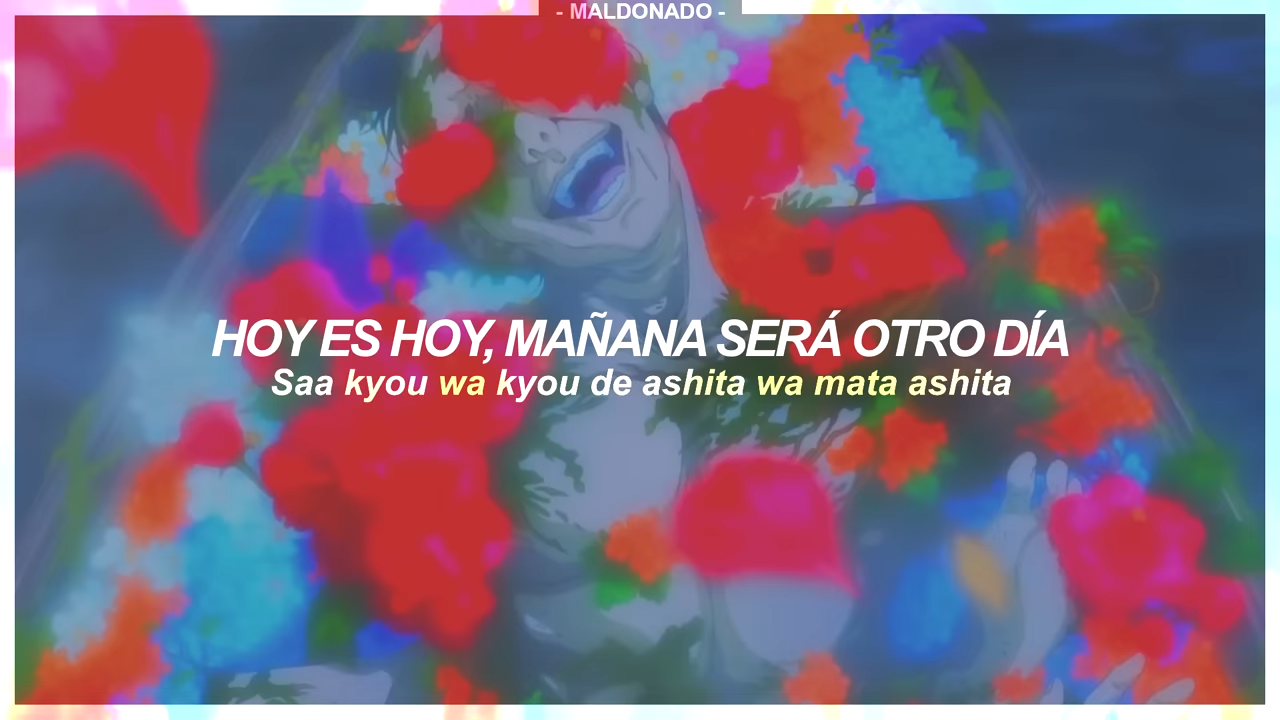 - MALDONADO -
HOY ES HOY, MAÑANA SERÁ OTRO DÍA
Saa kyou wa kyou de ashita wa mata ashita